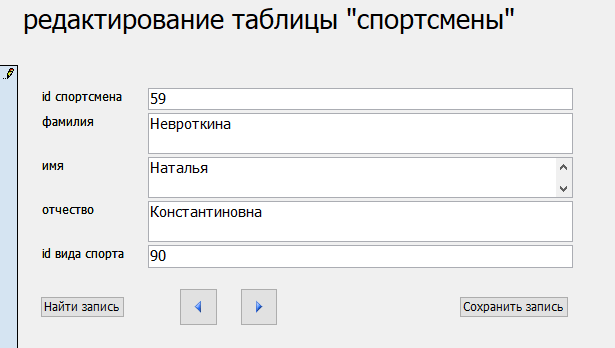 редактирование таблицы "спортсмены"
id спортсмена 59
фамилия Невроткина
имя Наталья
отчество Константиновна
id вида спорта 90
Найти запись Сохранить запись